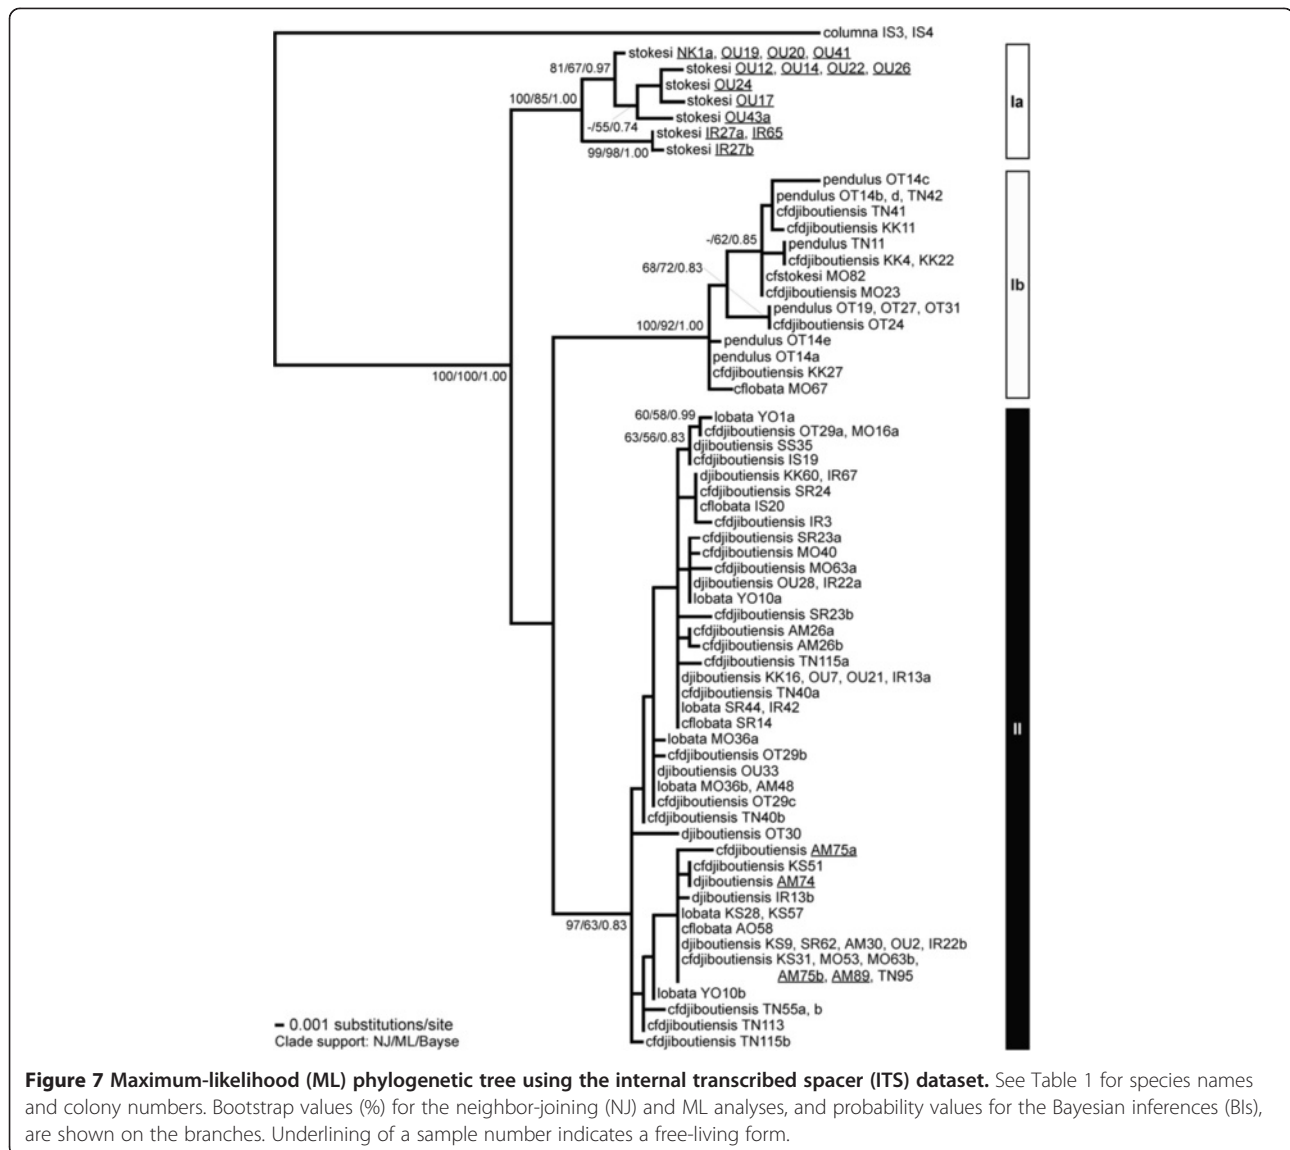 columna IS3, IS4
stokesi NK1a, OU19, OU20, OU41
81/67/0.97
stokesi OU12, OU14, OU22, OU26
stokesi OU24
100/85/1.00
stokesi OU17
Ia
stokesi OU43a
-/55/0.74
stokesi IR27a, IR65
99/98/1.00
stokesi IR27b
pendulus OT14c
pendulus OT14b, d, TN42
cfdjiboutiensis TN41
cfdjiboutiensis KK11
-/62/0.85
pendulus TN11
cfdjiboutiensis KK4, KK22
68/72/0.83
cfstokesi MO82
Ib
cfdjiboutiensis MO23
pendulus OT19, OT27, OT31
100/92/1.00
cfdjiboutiensis OT24
pendulus OT14e
pendulus OT14a
cfdjiboutiensis KK27
100/100/1.00
cflobata MO67
60/58/0.99
lobata YO1a
cfdjiboutiensis OT29a, MO16a
63/56/0.83
djiboutiensis SS35
cfdjiboutiensis IS19
djiboutiensis KK60, IR67
cfdjiboutiensis SR24
cflobata IS20
cfdjiboutiensis IR3
cfdjiboutiensis SR23a
cfdjiboutiensis MO40
cfdjiboutiensis MO63a
djiboutiensis OU28, IR22a
lobata YO10a
cfdjiboutiensis SR23b
cfdjiboutiensis AM26a
cfdjiboutiensis AM26b
cfdjiboutiensis TN115a
djiboutiensis KK16, OU7, OU21, IR13a
cfdjiboutiensis TN40a
lobata SR44, IR42
cflobata SR14
II
lobata MO36a
cfdjiboutiensis OT29b
djiboutiensis OU33
lobata MO36b, AM48
cfdjiboutiensis OT29c
cfdjiboutiensis TN40b
djiboutiensis OT30
cfdjiboutiensis AM75a
cfdjiboutiensis KS51
djiboutiensis AM74
djiboutiensis IR13b
lobata KS28, KS57
97/63/0.83
cflobata AO58
djiboutiensis KS9, SR62, AM30, OU2, IR22b
cfdjiboutiensis KS31, MO53, MO63b,
AM75b, AM89, TN95
lobata YO10b
cfdjiboutiensis TN55a, b
0.001 substitutions/site
cfdjiboutiensis TN113
Clade support: NJ/ML/Bayse
cfdjiboutiensis TN115b
Figure 7 Maximum-likelihood (ML) phylogenetic tree using the internal transcribed spacer (ITS) dataset. See Table 1 for species names
and colony numbers. Bootstrap values (%) for the neighbor-joining (NJ) and ML analyses, and probability values for the Bayesian inferences (BIs),
are shown on the branches. Underlining of a sample number indicates a free-living form.